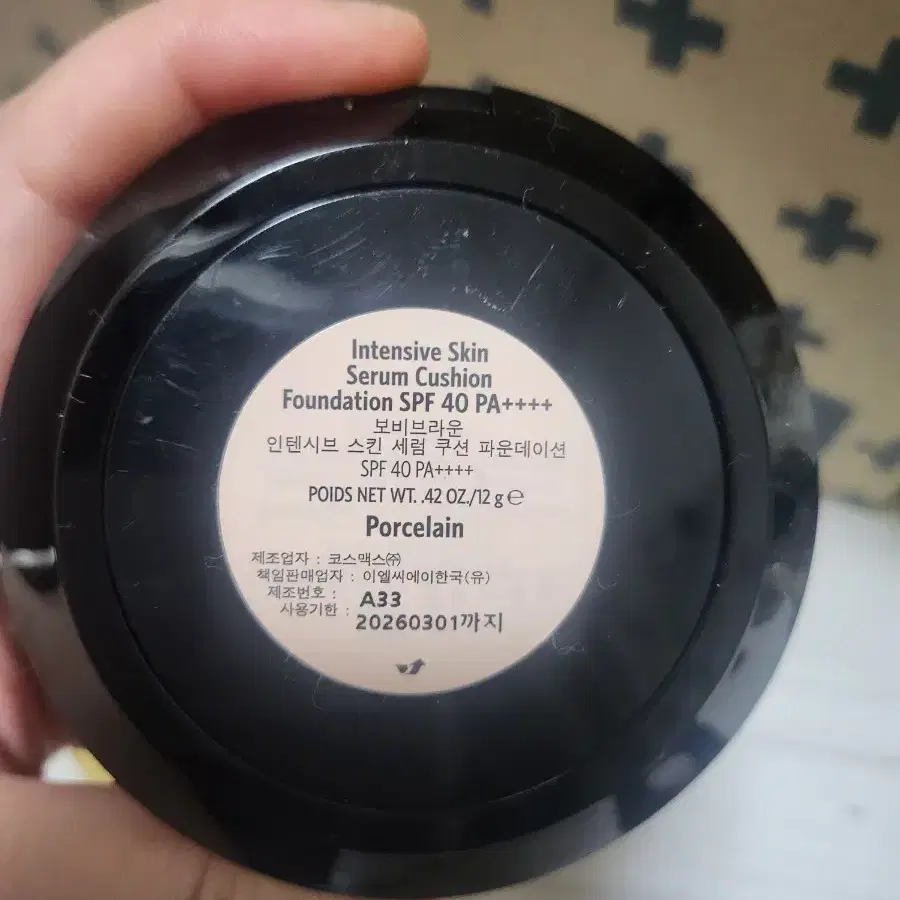 Intensive Skin
Serum Cushion
Foundation SPF 40 PA++++
보비브라운
인텐시브 스킨 세럼 쿠션 파운데이션
SPF 40 PA++++
POIDS NET WT. .42 OZ./12 g ℮
Porcelain
제조업자 : 코스맥스㈜
책임판매업자 : 이엘씨에이한국(유)
제조번호 : A33
사용기한 : 20260301까지